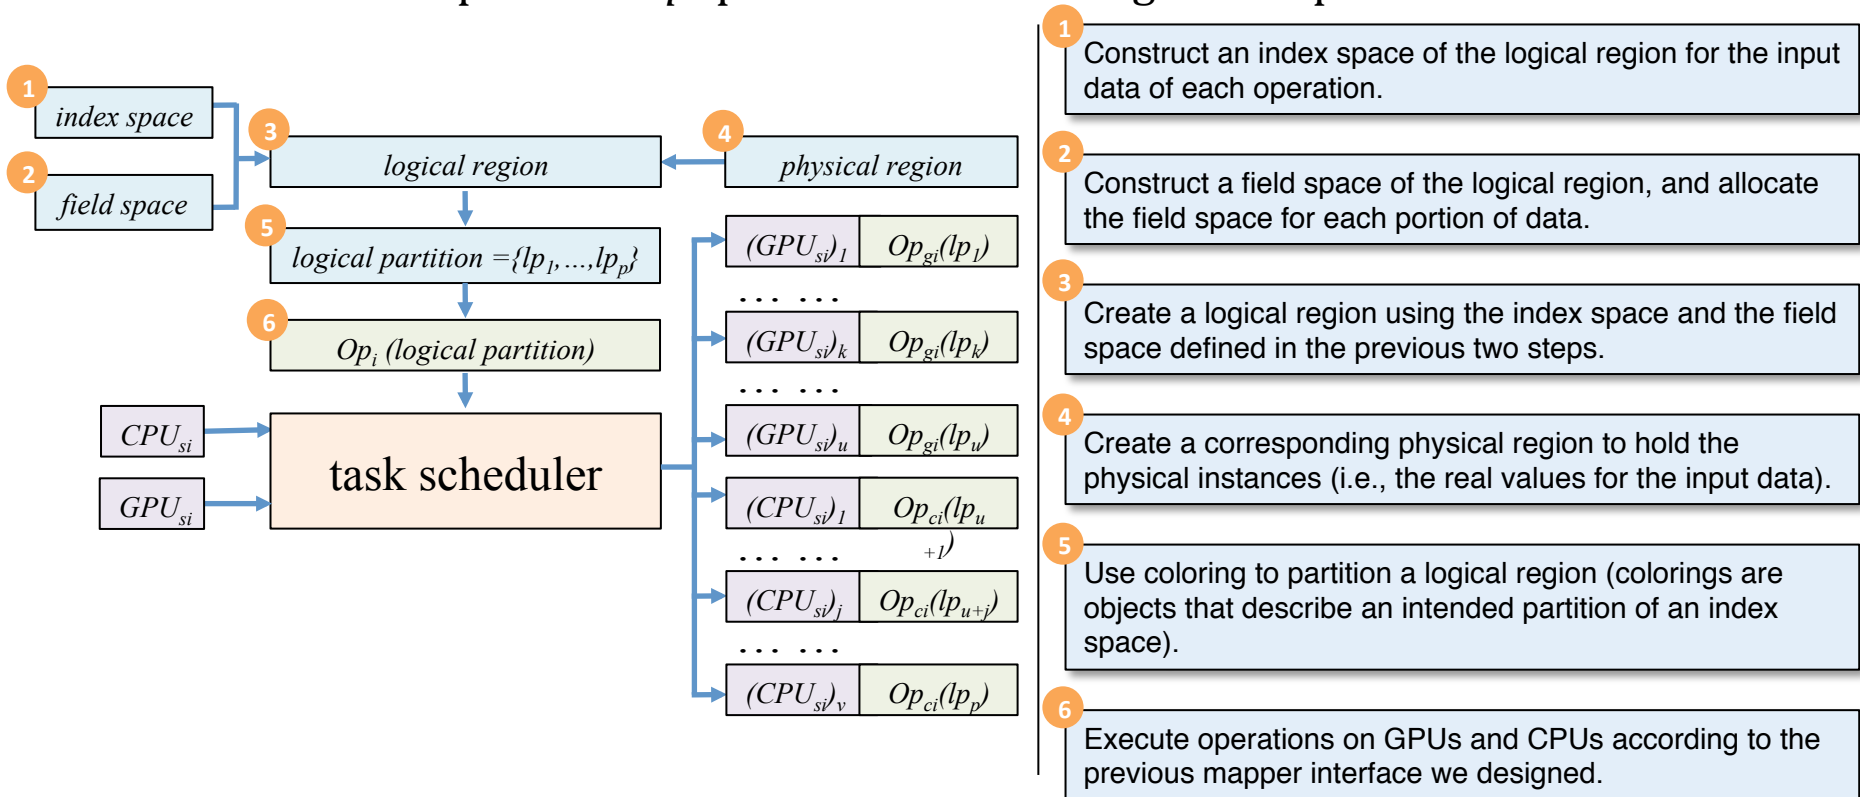 1
index space
2
field space
3
logical region
4
physical region
5
logical partition ={lp1,...,lpp}
6
Opi (logical partition)
CPUsi
GPUsi
task scheduler
(GPUsi)1 Opgi(lp1)
... ...
(GPUsi)k Opgi(lpk)
... ...
(GPUsi)u Opgi(lpu)
(CPUsi)1 Opci(lpu
+1)
... ...
(CPUsi)j Opci(lpu+j)
... ...
(CPUsi)v Opci(lpp)
1
Construct an index space of the logical region for the input
data of each operation.
2
Construct a field space of the logical region, and allocate
the field space for each portion of data.
3
Create a logical region using the index space and the field
space defined in the previous two steps.
4
Create a corresponding physical region to hold the
physical instances (i.e., the real values for the input data).
5
Use coloring to partition a logical region (colorings are
objects that describe an intended partition of an index
space).
6
Execute operations on GPUs and CPUs according to the
previous mapper interface we designed.